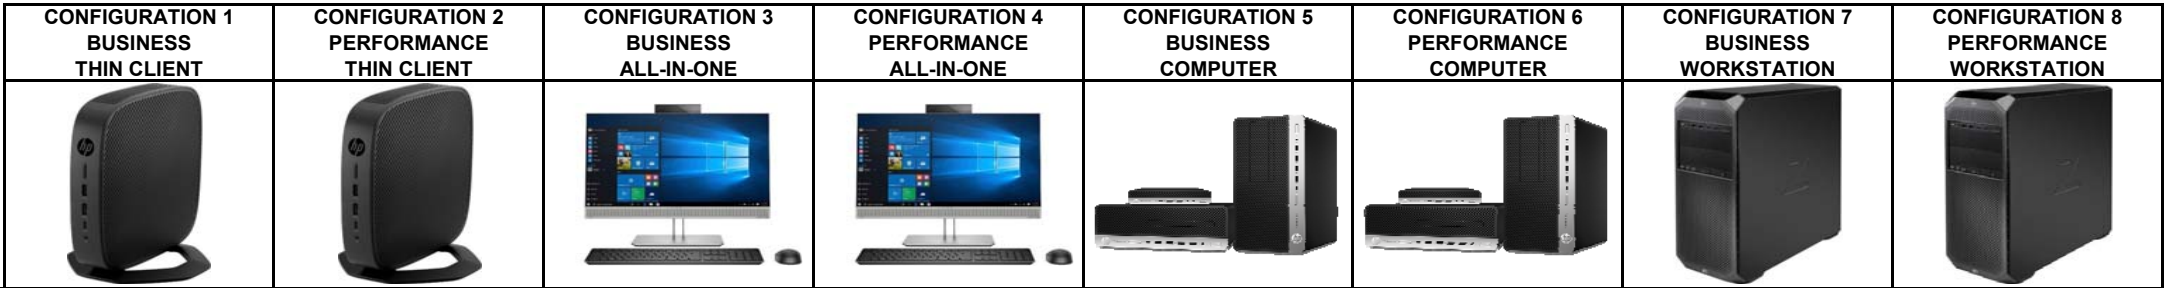 CONFIGURATION 1
BUSINESS
THIN CLIENT
CONFIGURATION 2
PERFORMANCE
THIN CLIENT
CONFIGURATION 3
BUSINESS
ALL-IN-ONE
CONFIGURATION 4
PERFORMANCE
ALL-IN-ONE
CONFIGURATION 5
BUSINESS
COMPUTER
CONFIGURATION 6
PERFORMANCE
COMPUTER
CONFIGURATION 7
BUSINESS
WORKSTATION
CONFIGURATION 8
PERFORMANCE
WORKSTATION
hp
hp